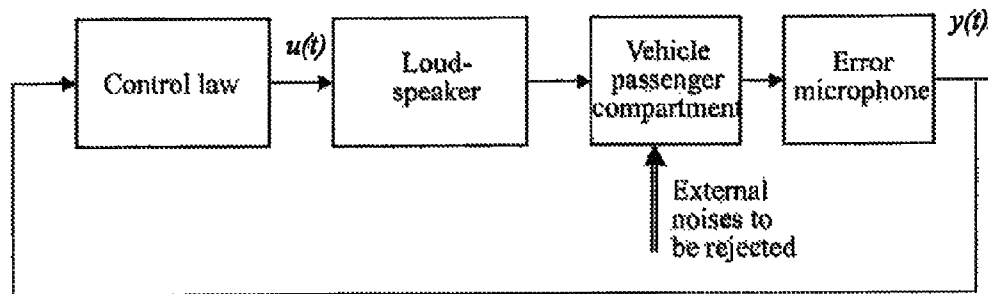 y(t)
u(t)
Control law
Loud-
speaker
Vehicle
passenger
compartment
Error
microphone
External
noises to
be rejected